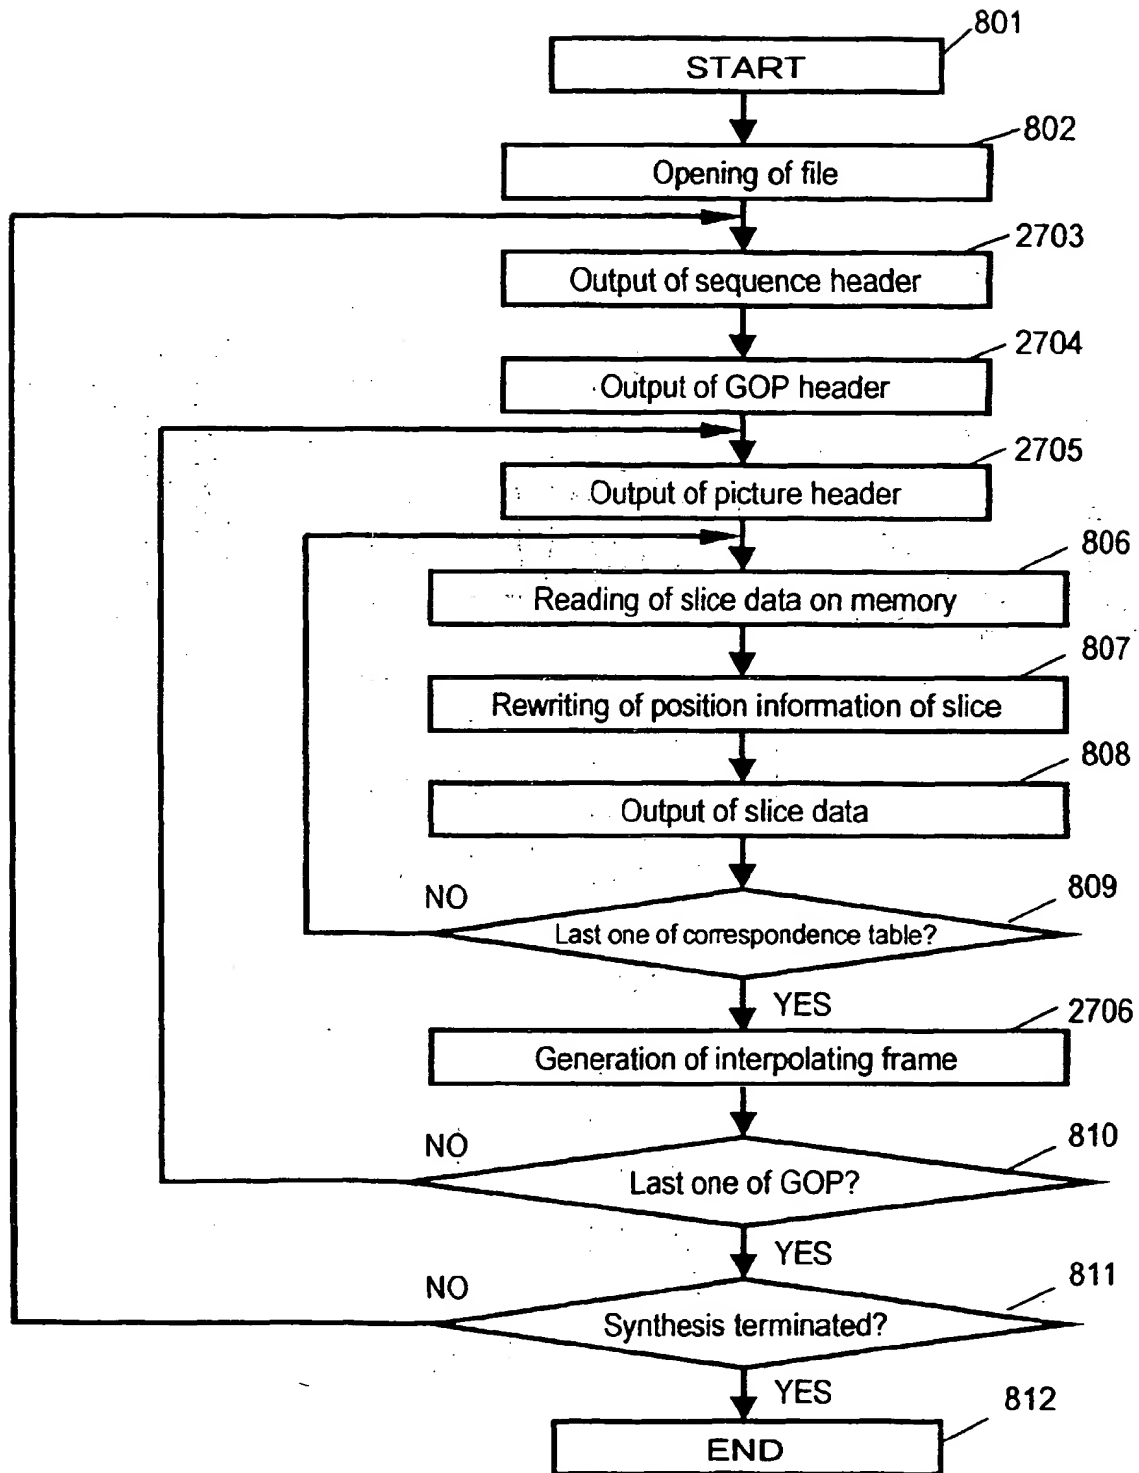 801
START
802
Opening of file
2703
Output of sequence header
2704
Output of GOP header
2705
Output of picture header
806
Reading of slice data on memory
807
Rewriting of position information of slice
808
Output of slice data
809
NO
Last one of correspondence table?
YES
2706
Generation of interpolating frame
810
NO
Last one of GOP?
YES
811
NO
Synthesis terminated?
YES
812
END